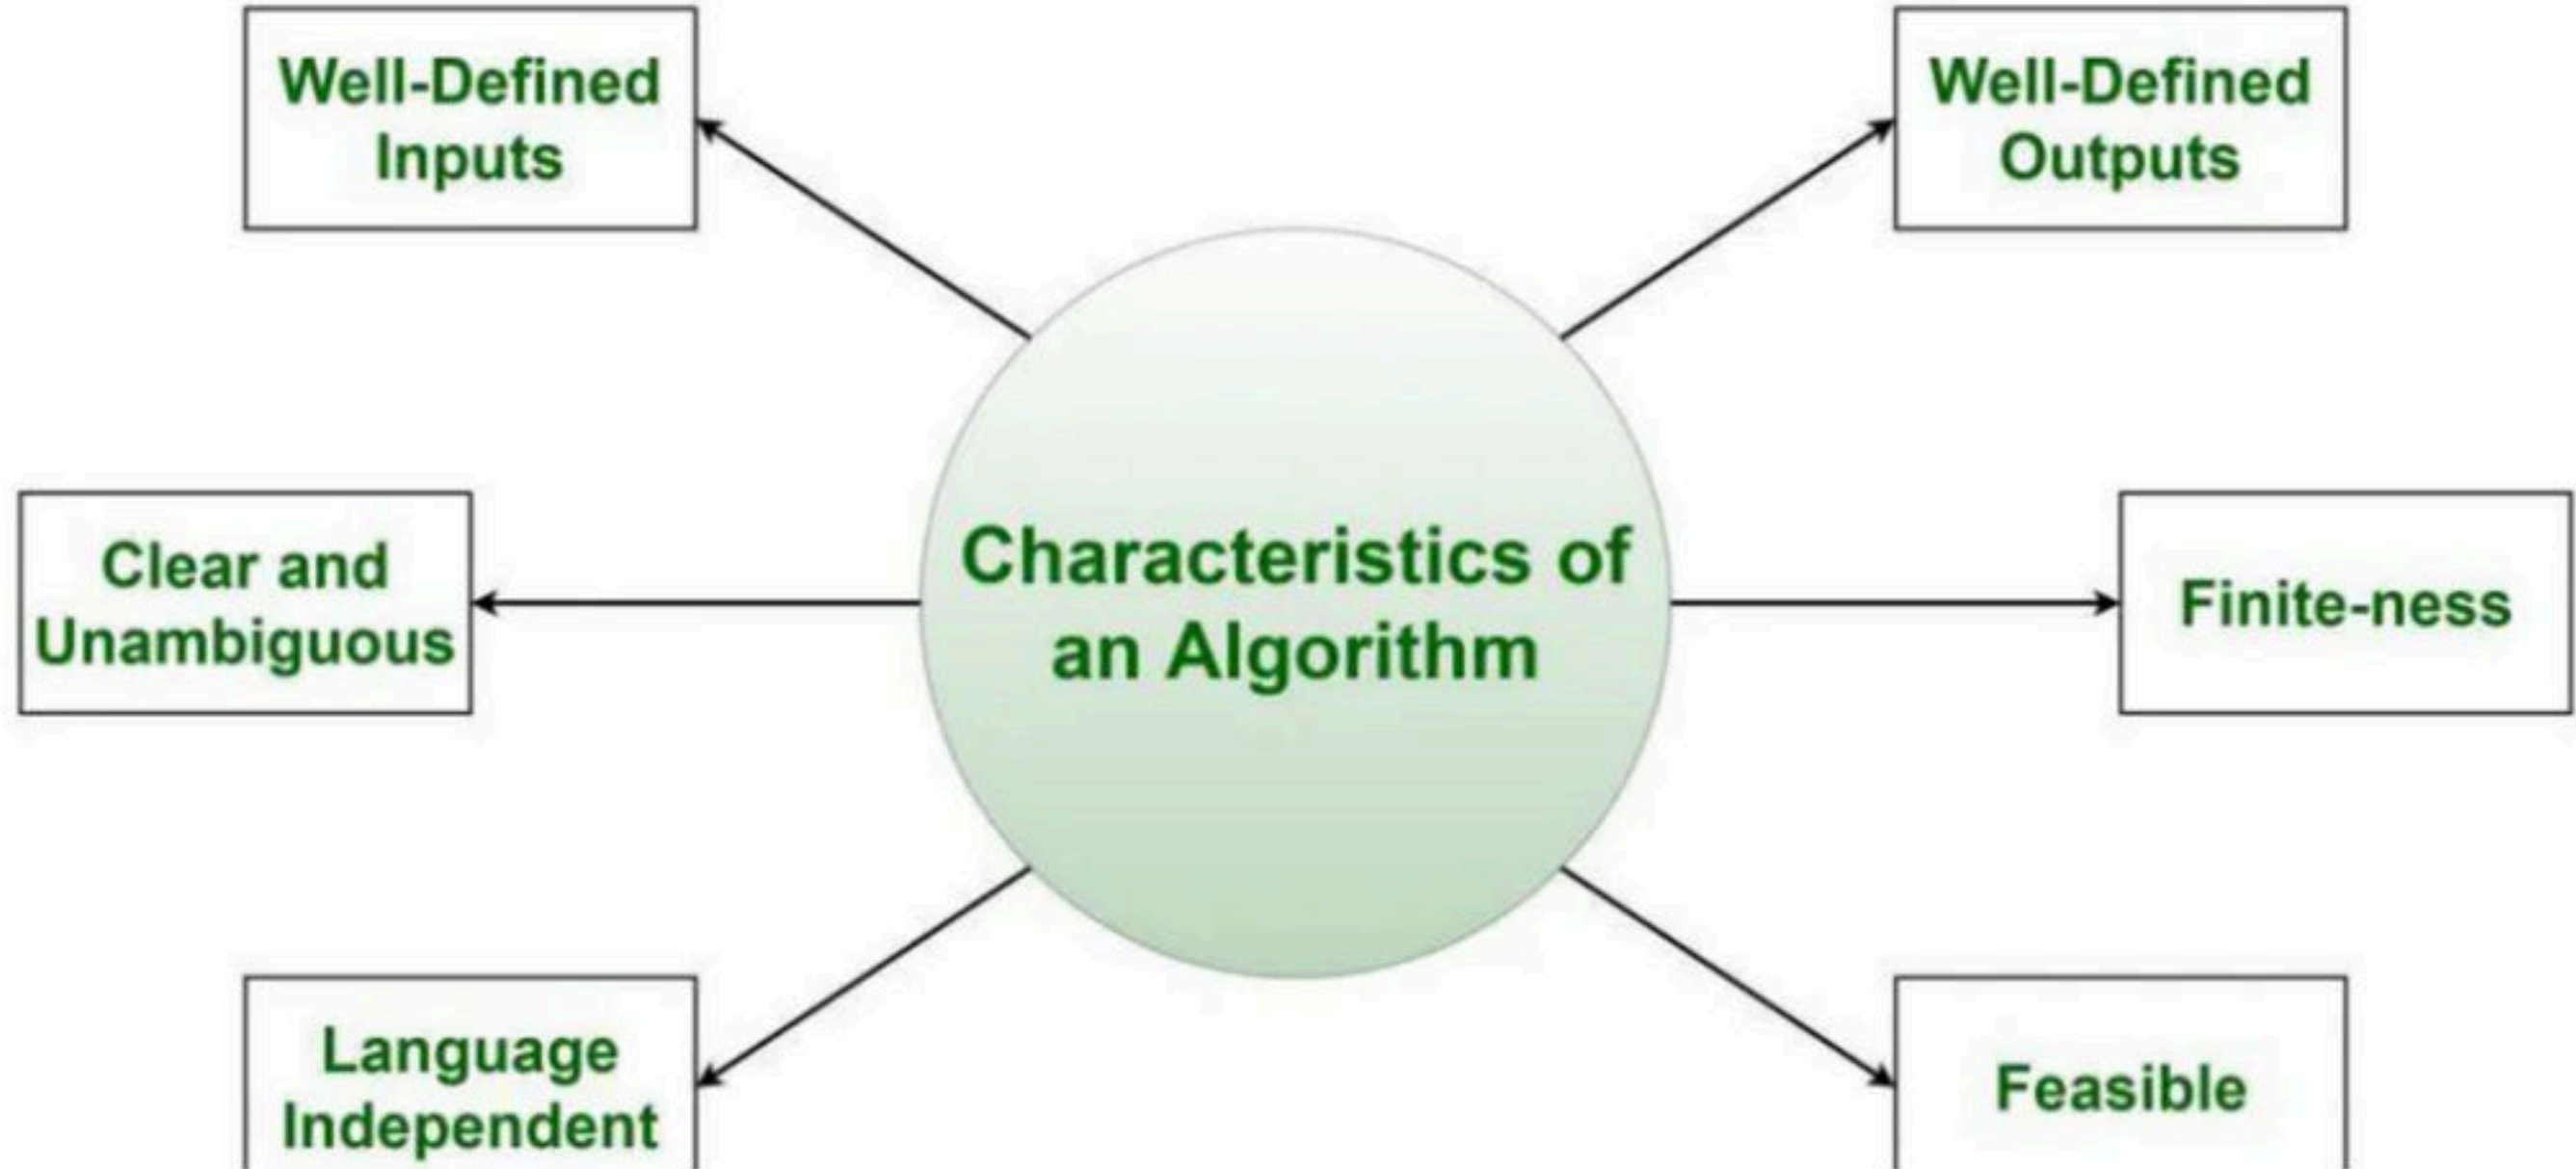 Well-Defined
Inputs
Well-Defined
Outputs
Clear and
Unambiguous
Characteristics of
an Algorithm
Finite-ness
Language
Independent
Feasible